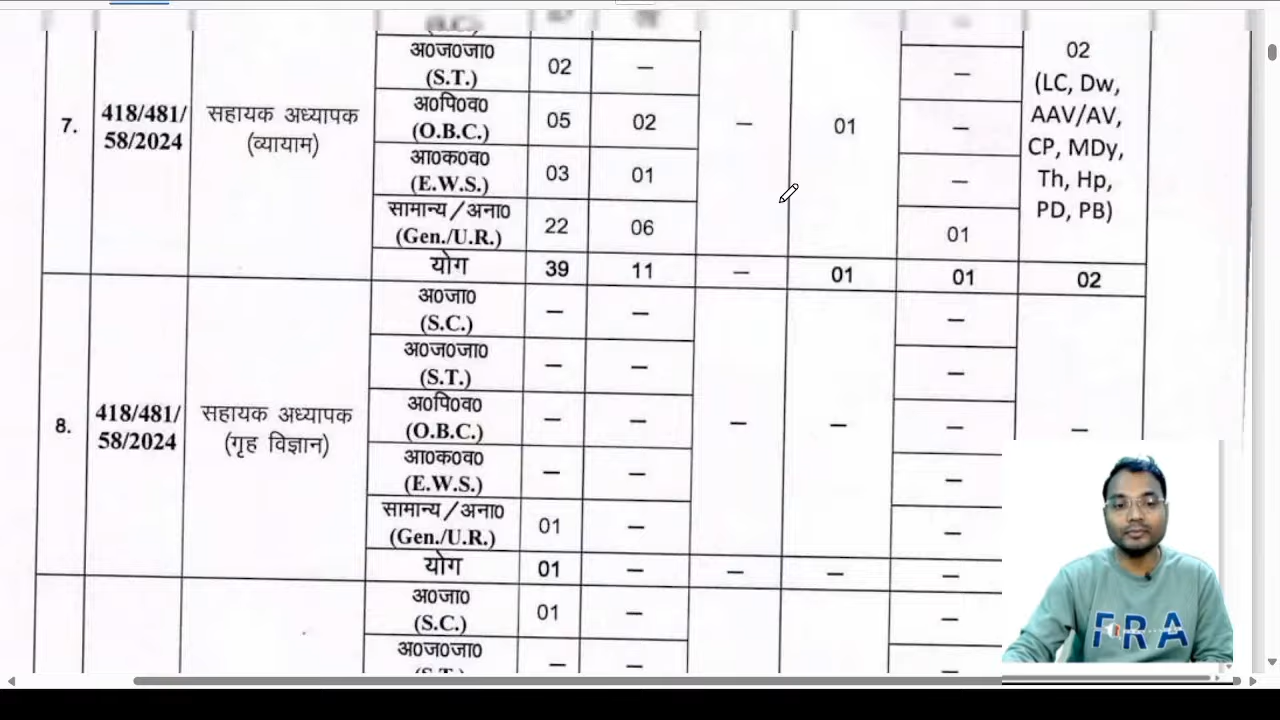 (S.C.)
7.
418/481/
58/2024
सहायक अध्यापक
(व्यायाम)
अ0ज0जा0
(S.T.)
02
–
–
अ0पि0व0
(O.B.C.)
05
02
–
01
–
आ0क0व0
(E.W.S.)
03
01
–
सामान्य/अना0
(Gen./U.R.)
22
06
01
02
(LC, Dw,
AAV/AV,
CP, MDy,
Th, Hp,
PD, PB)
योग
39
11
–
01
01
02
8.
418/481/
58/2024
सहायक अध्यापक
(गृह विज्ञान)
अ0जा0
(S.C.)
–
–
–
अ0ज0जा0
(S.T.)
–
–
–
अ0पि0व0
(O.B.C.)
–
–
–
–
–
–
आ0क0व0
(E.W.S.)
–
–
–
सामान्य/अना0
(Gen./U.R.)
01
–
–
योग
01
–
–
–
–
अ0जा0
(S.C.)
01
–
–
अ0ज0जा0
(S.T.)
–
–
–
FRA